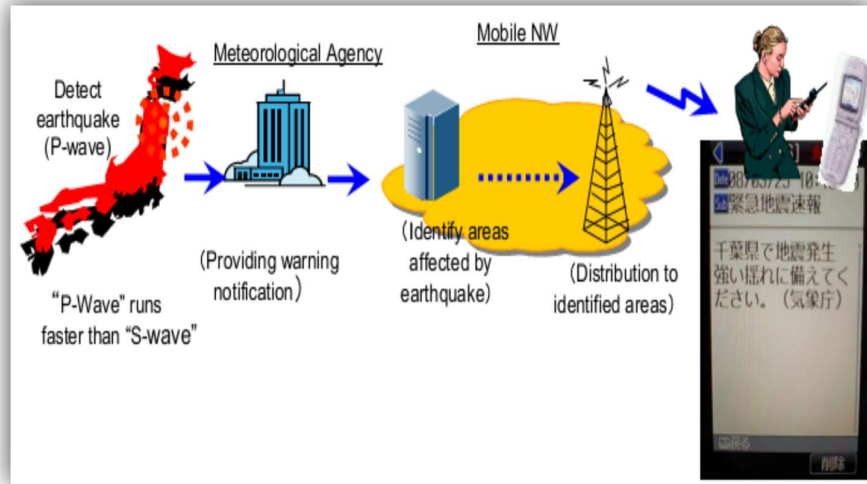 Detect
earthquake
(P-wave)
"P-Wave" runs
faster than "S-wave"
Meteorological Agency
(Providing warning
notification)
Mobile NW
(Identify areas
affected by
earthquake)
(Distribution to
identified areas)
緊急地震速報
千葉県で地震発生
強い揺れに備えてく
ださい。(気象庁)
戻る
削除